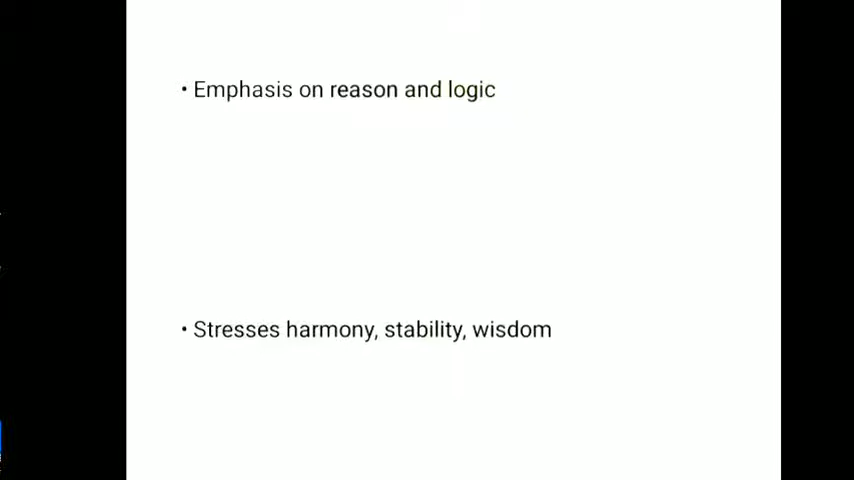 • Emphasis on reason and logic
• Stresses harmony, stability, wisdom